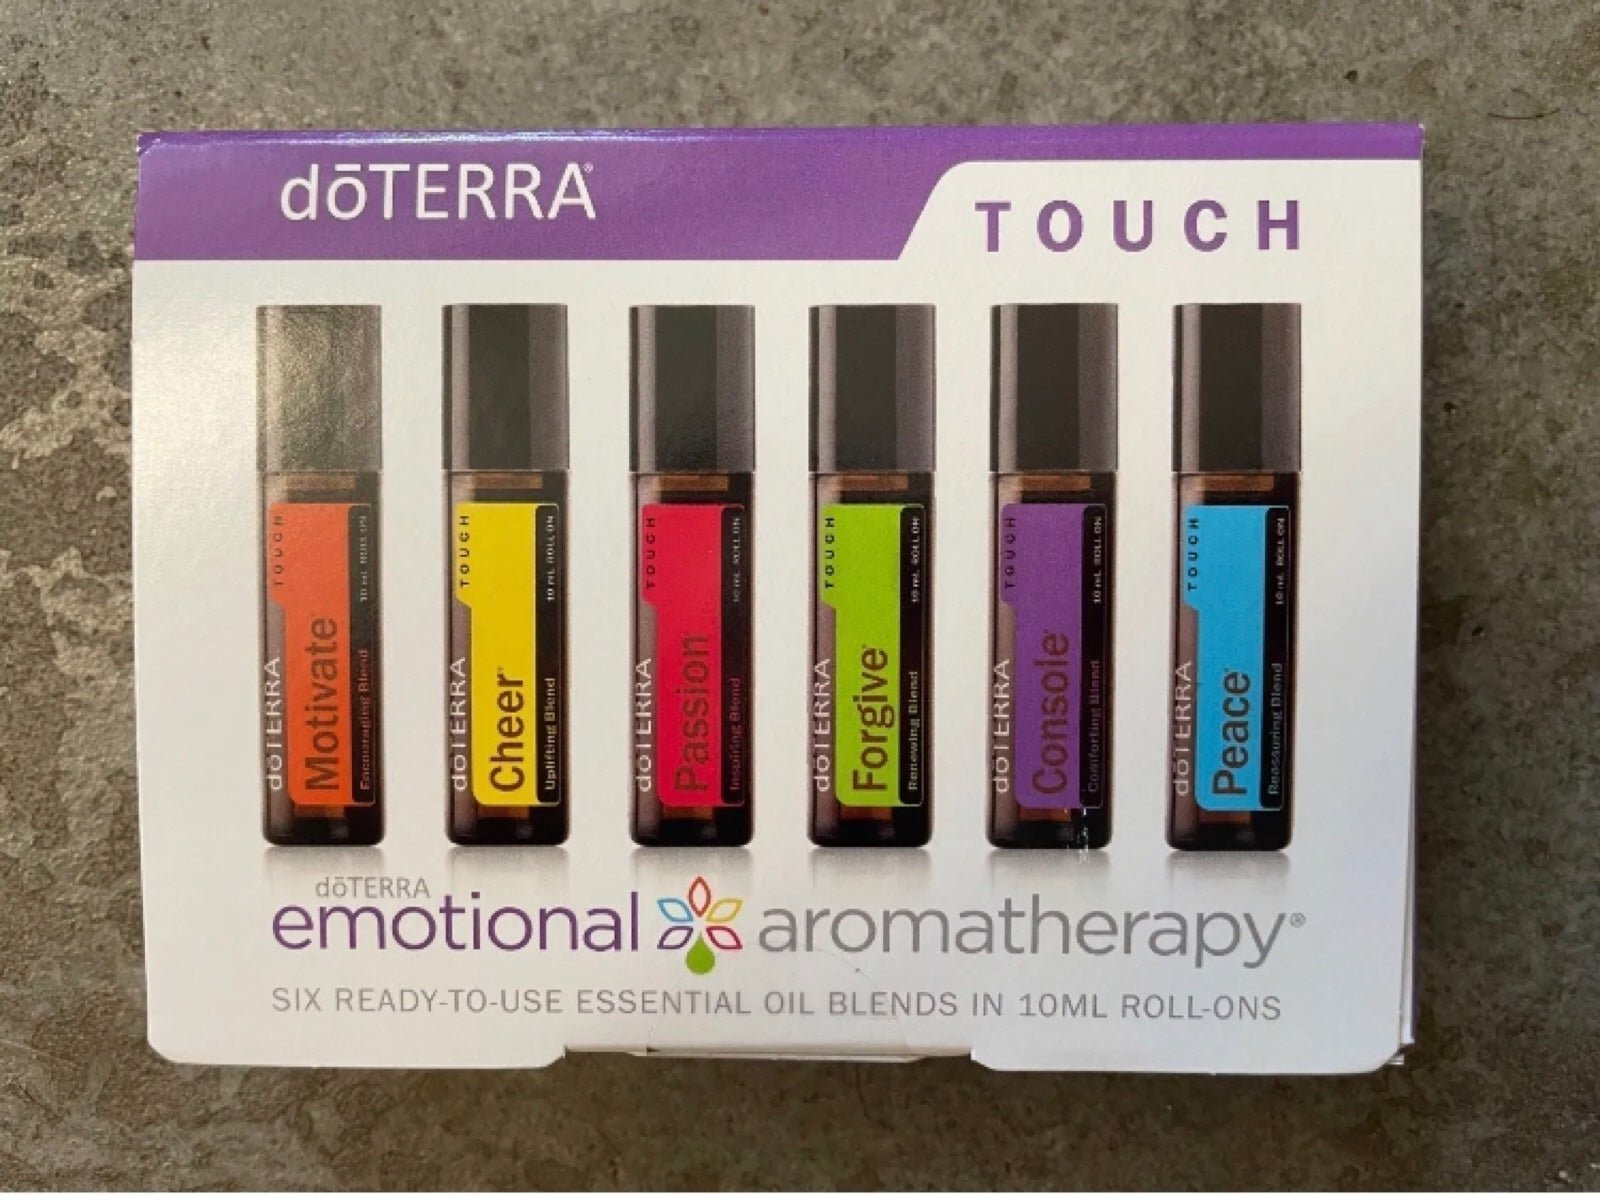 dōTERRA®
TOUCH
TOUCH
dōTERRA
Motivate
Encouraging Blend
10 mL ROLL ON
TOUCH
dōTERRA
Cheer
Uplifting Blend
10 mL ROLL ON
TOUCH
dōTERRA
Passion
Inspiring Blend
10 mL ROLL ON
TOUCH
dōTERRA
Forgive
Renewing Blend
10 mL ROLL ON
TOUCH
dōTERRA
Console
Comforting Blend
10 mL ROLL ON
TOUCH
dōTERRA
Peace
Reassuring Blend
10 mL ROLL ON
dōTERRA
emotional aromatherapy®
SIX READY-TO-USE ESSENTIAL OIL BLENDS IN 10ML ROLL-ONS